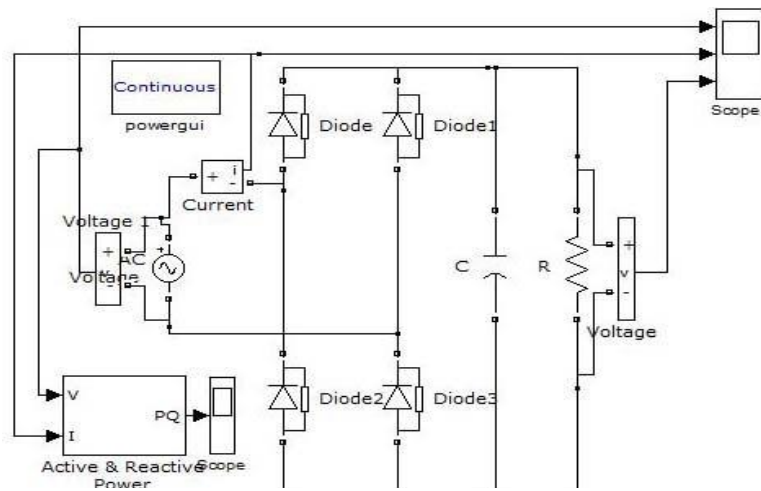 Continuous
powergui
Scope
Diode
Diode1
+ i -
Current
Voltage 1
+
-
Voltage
AC
+
C
R
+
v
-
Voltage
V
I
PQ
Active & Reactive
Power
Scope
Diode2
Diode3